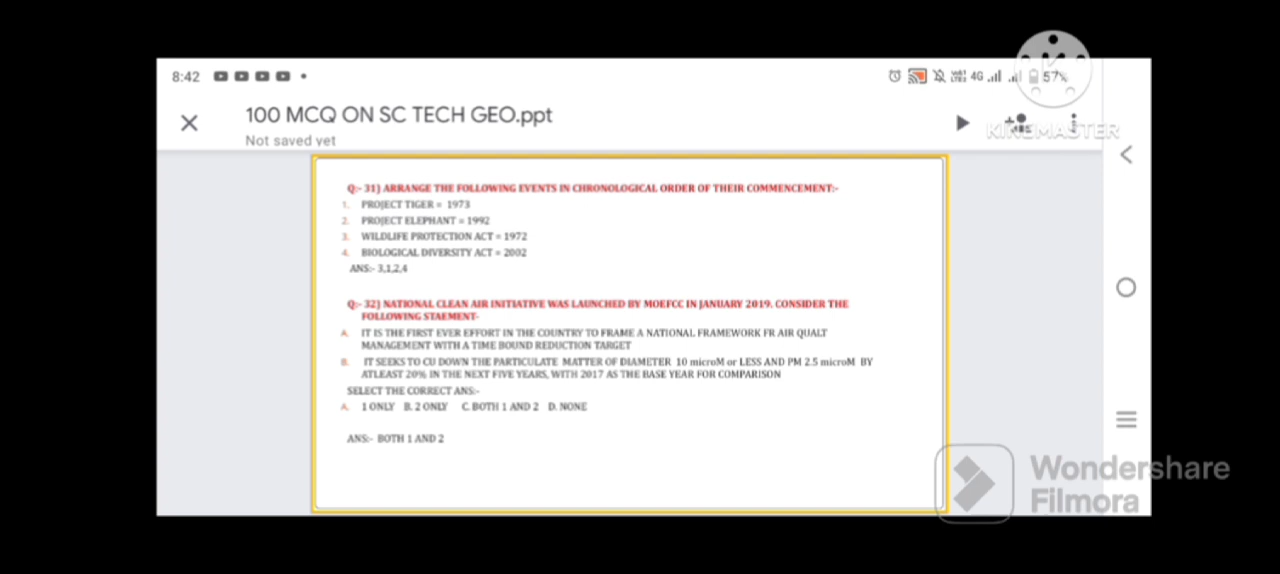 8:42
4G
57%
100 MCQ ON SC TECH GEO.ppt
Not saved yet
KINEMASTER
Q:- 31) ARRANGE THE FOLLOWING EVENTS IN CHRONOLOGICAL ORDER OF THEIR COMMENCEMENT:-
1. PROJECT TIGER = 1973
2. PROJECT ELEPHANT = 1992
3. WILDLIFE PROTECTION ACT = 1972
4. BIOLOGICAL DIVERSITY ACT = 2002
ANS:- 3,1,2,4
Q:- 32) NATIONAL CLEAN AIR INITIATIVE WAS LAUNCHED BY MOEFCC IN JANUARY 2019. CONSIDER THE
FOLLOWING STAEMENT-
A. IT IS THE FIRST EVER EFFORT IN THE COUNTRY TO FRAME A NATIONAL FRAMEWORK FR AIR QUALT
MANAGEMENT WITH A TIME BOUND REDUCTION TARGET
B. IT SEEKS TO CU DOWN THE PARTICULATE MATTER OF DIAMETER 10 microM or LESS AND PM 2.5 microM BY
ATLEAST 20% IN THE NEXT FIVE YEARS, WITH 2017 AS THE BASE YEAR FOR COMPARISON
SELECT THE CORRECT ANS:-
A. 1 ONLY B. 2 ONLY C. BOTH 1 AND 2 D. NONE
ANS:- BOTH 1 AND 2
Wondershare
Filmora